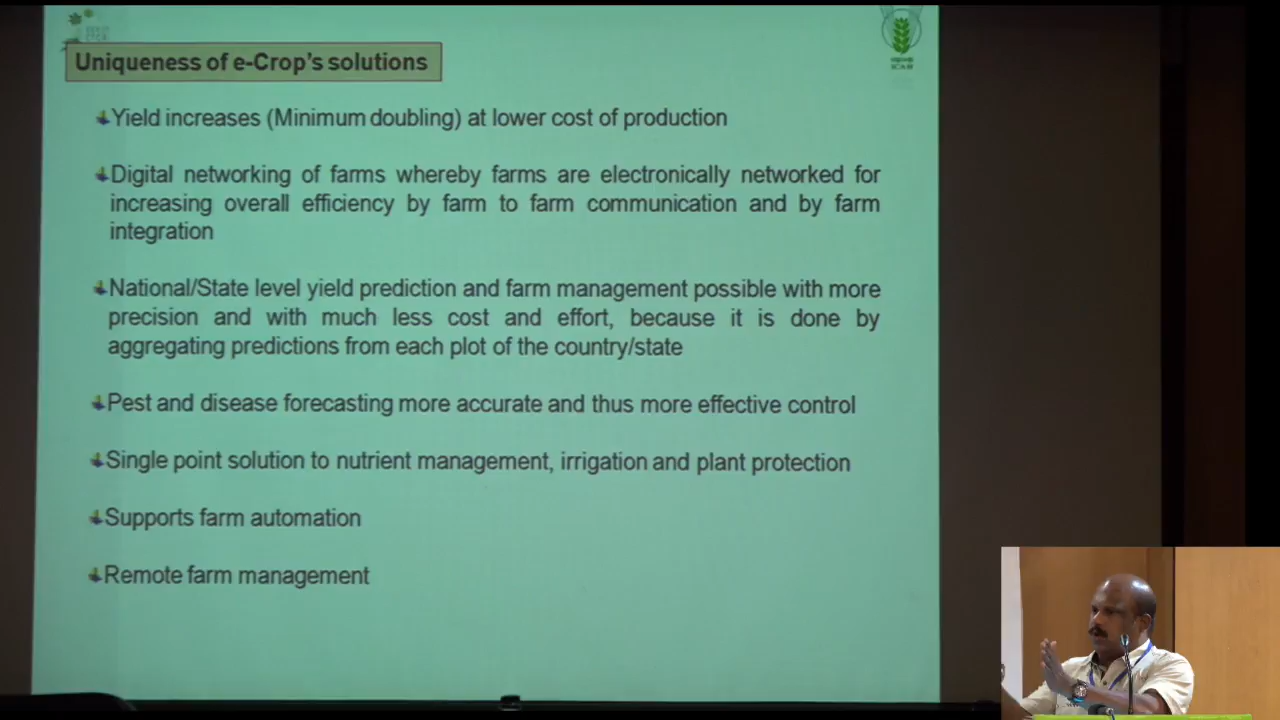 Uniqueness of e-Crop's solutions
Yield increases (Minimum doubling) at lower cost of production
Digital networking of farms whereby farms are electronically networked for
increasing overall efficiency by farm to farm communication and by farm
integration
National/State level yield prediction and farm management possible with more
precision and with much less cost and effort, because it is done by
aggregating predictions from each plot of the country/state
Pest and disease forecasting more accurate and thus more effective control
Single point solution to nutrient management, irrigation and plant protection
Supports farm automation
Remote farm management